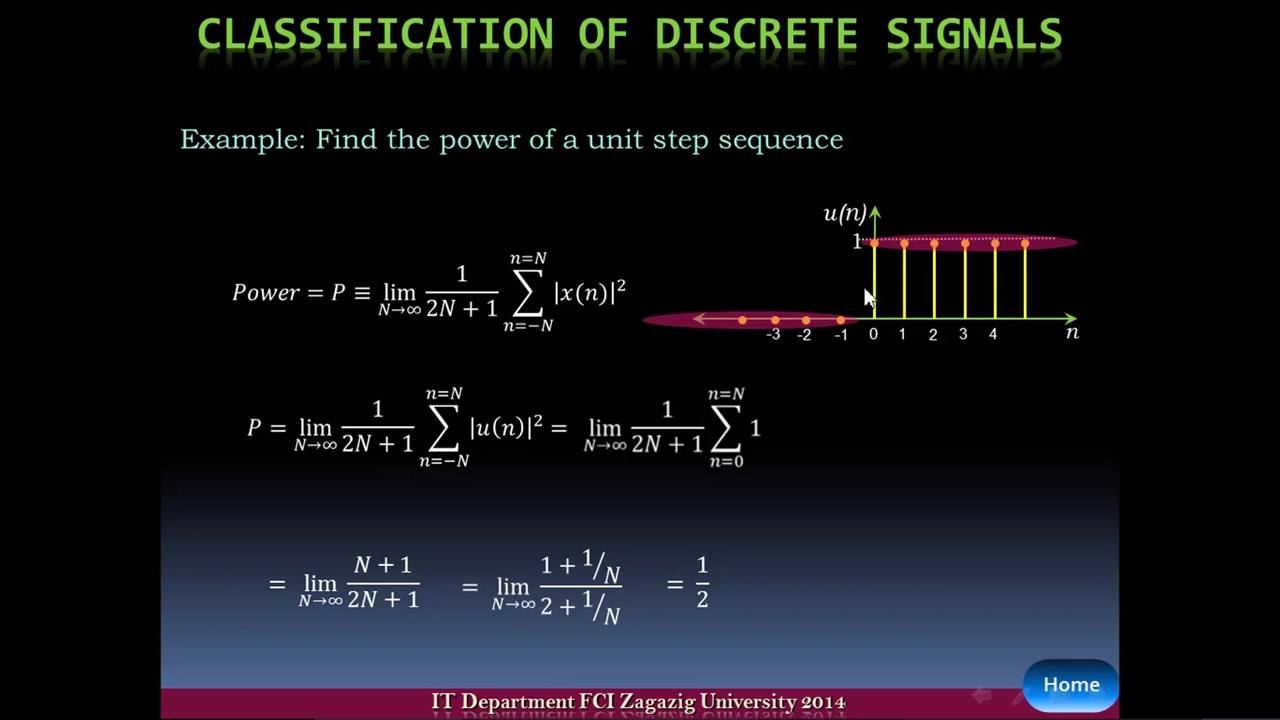 CLASSIFICATION OF DISCRETE SIGNALS
Example: Find the power of a unit step sequence
u(n)
1
-3 -2 -1 0 1 2 3 4 n
Power = P ≡ lim N→∞ 1/(2N + 1) ∑ n=-N n=N |x(n)|²
P = lim N→∞ 1/(2N + 1) ∑ n=-N n=N |u(n)|² = lim N→∞ 1/(2N + 1) ∑ n=0 n=N 1
= lim N→∞ (N + 1)/(2N + 1) = lim N→∞ (1 + 1/N)/(2 + 1/N) = 1/2
Home
IT Department FCI Zagazig University 2014